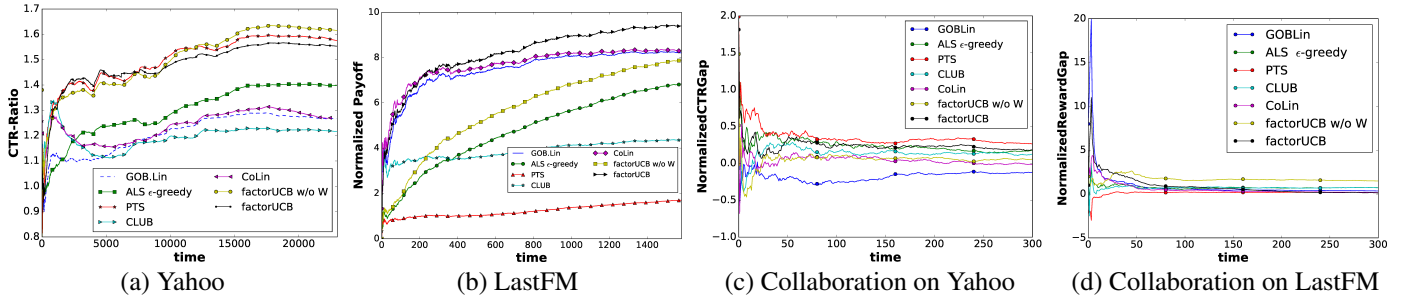 CTR-Ratio
1.7
1.6
1.5
1.4
1.3
1.2
1.1
1.0
0.9
0.8
0 5000 10000 15000 20000
time
GOB.Lin
ALS ϵ-greedy
PTS
CLUB
CoLin
factorUCB w/o W
factorUCB
(a) Yahoo
Normalized Payoff
10
8
6
4
2
0
0 200 400 600 800 1000 1200 1400
time
GOB.Lin
ALS ϵ-greedy
PTS
CLUB
CoLin
factorUCB w/o W
factorUCB
(b) LastFM
NormalizedCTRGap
2.0
1.5
1.0
0.5
0.0
−0.5
−1.0
0 50 100 150 200 250 300
time
GOBLin
ALS ϵ-greedy
PTS
CLUB
CoLin
factorUCB w/o W
factorUCB
(c) Collaboration on Yahoo
NormalizedRewardGap
20
15
10
5
0
−5
0 50 100 150 200 250 300
time
GOBLin
ALS ϵ-greedy
PTS
CLUB
CoLin
factorUCB w/o W
factorUCB
(d) Collaboration on LastFM